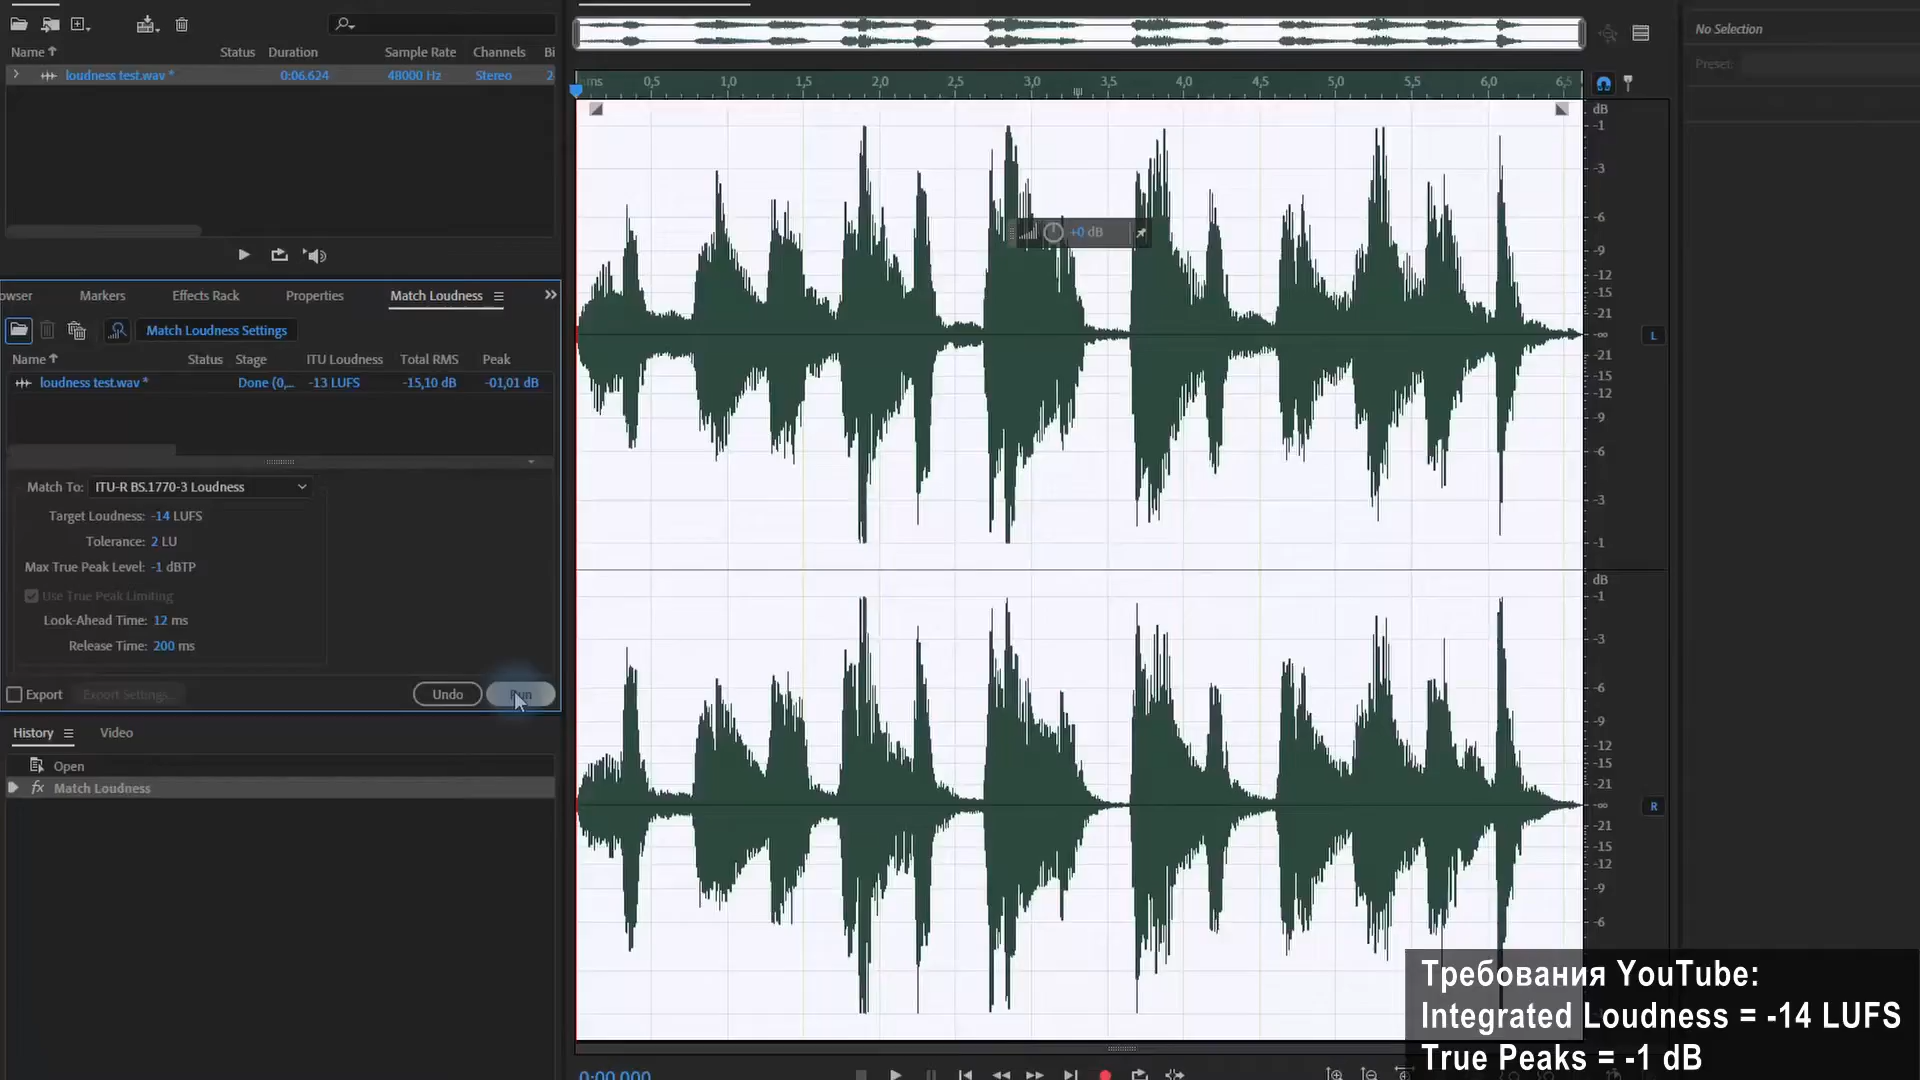 Name Status Duration Sample Rate Channels Bi
loudness test.wav * 0:06.624 48000 Hz Stereo 2
owser Markers Effects Rack Properties Match Loudness
Match Loudness Settings
Name Status Stage ITU Loudness Total RMS Peak
loudness test.wav * Done (0,... -13 LUFS -15,10 dB -01,01 dB
Match To: ITU-R BS.1770-3 Loudness
Target Loudness: -14 LUFS
Tolerance: 2 LU
Max True Peak Level: -1 dBTP
Use True Peak Limiting
Look-Ahead Time: 12 ms
Release Time: 200 ms
Export Export Settings... Undo Run
History Video
Open
fx Match Loudness
hms 0,5 1,0 1,5 2,0 2,5 3,0 3,5 4,0 4,5 5,0 5,5 6,0 6,5
+0 dB
dB
-1
-3
-6
-9
-12
-15
-21
-∞ L
-21
-15
-12
-9
-6
-3
-1
dB
-1
-3
-6
-9
-12
-15
-21
-∞ R
-21
-15
-12
-9
-6
0:00.000
No Selection
Preset:
Требования YouTube:
Integrated Loudness = -14 LUFS
True Peaks = -1 dB